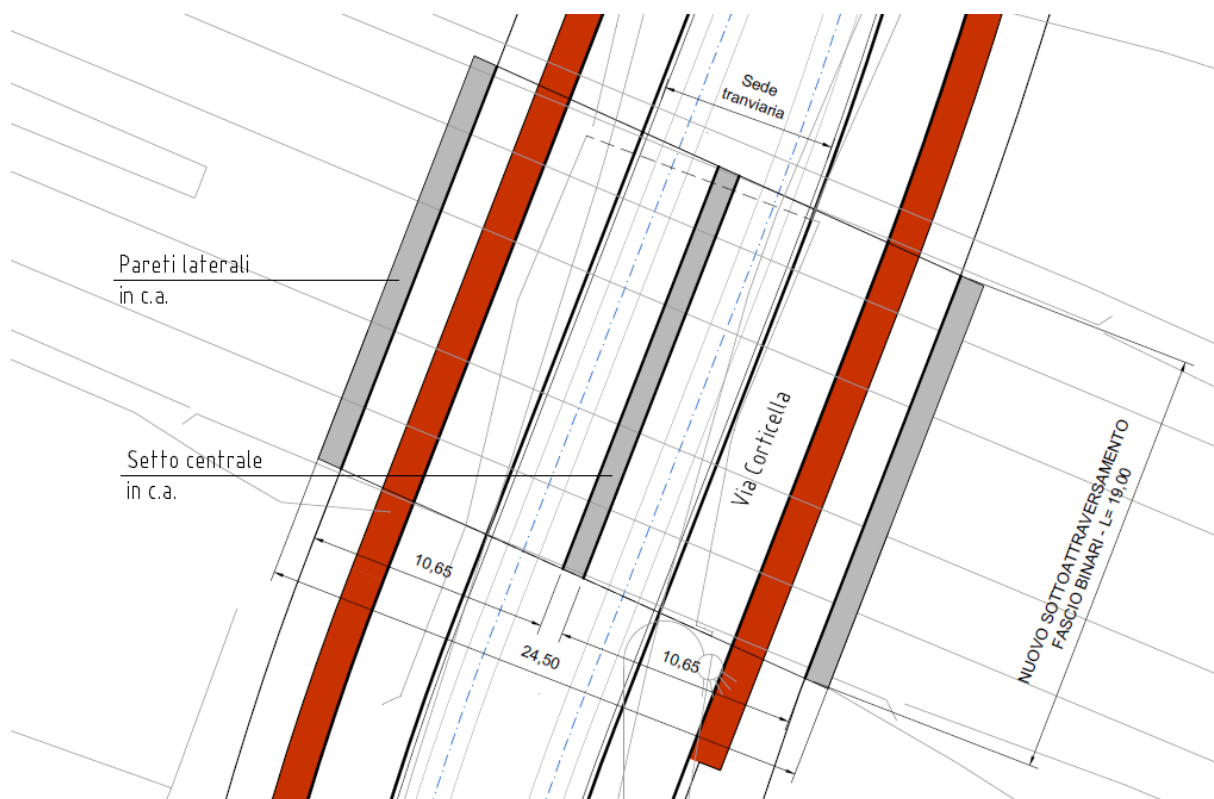 Sede
tranviaria
Pareti laterali
in c.a.
Setto centrale
in c.a.
Via Corticella
NUOVO SOTTOATTRAVERSAMENTO
FASCIO BINARI - L= 19,00
10,65
24,50
10,65